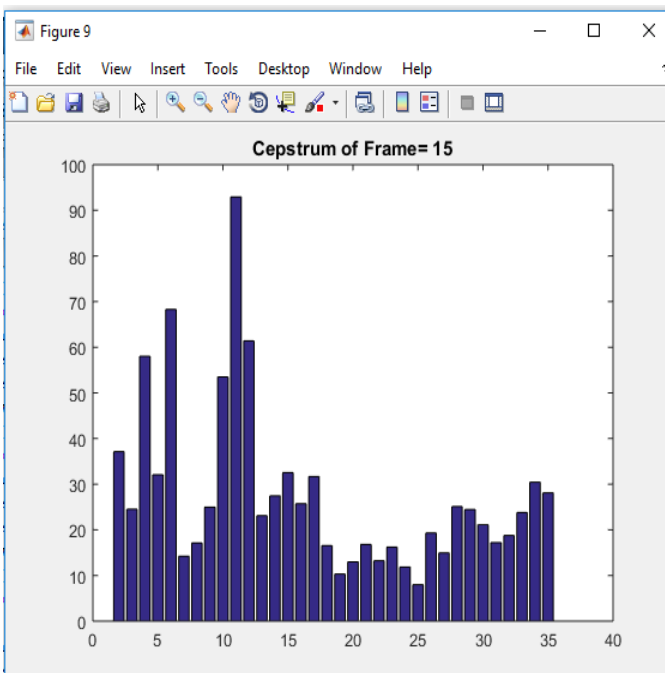 Figure 9
File Edit View Insert Tools Desktop Window Help
Cepstrum of Frame= 15
100
90
80
70
60
50
40
30
20
10
0
0 5 10 15 20 25 30 35 40